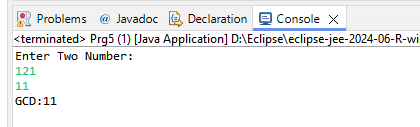 Problems Javadoc Declaration Console
<terminated> Prg5 (1) [Java Application] D:\Eclipse\eclipse-jee-2024-06-R-wi
Enter Two Number:
121
11
GCD:11